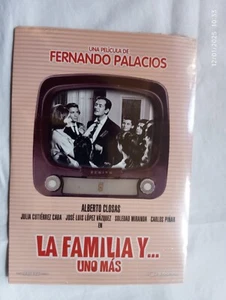 UNA PELÍCULA DE
FERNANDO PALACIOS
ALBERTO CLOSAS
JULIA GUTIÉRREZ CABA JOSÉ LUIS LÓPEZ VÁZQUEZ SOLEDAD MIRANDA CARLOS PIÑAR
EN
LA FAMILIA Y...
UNO MÁS